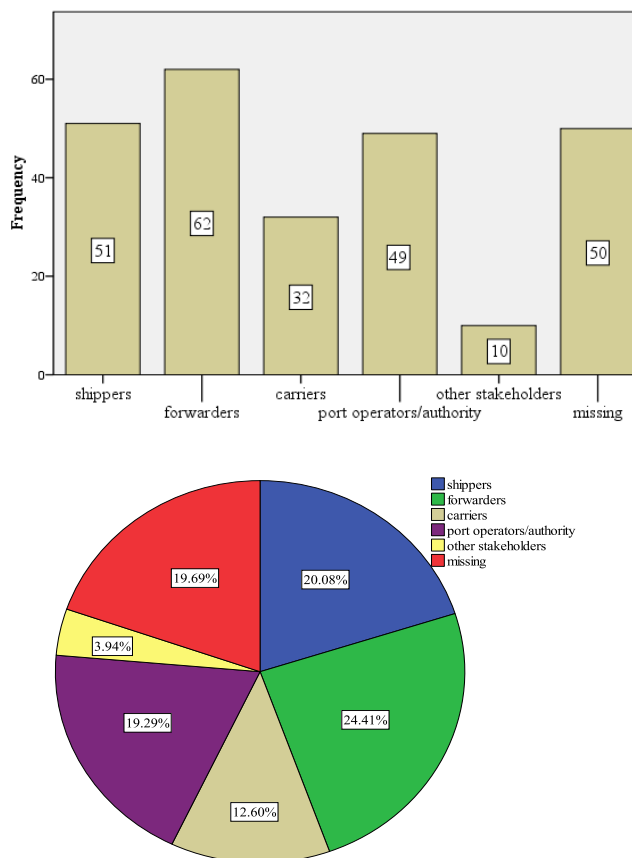 60
40
20
0
Frequency
51
62
32
49
10
50
shippers
forwarders
carriers
port operators/authority
other stakeholders
missing
shippers
forwarders
carriers
port operators/authority
other stakeholders
missing
20.08%
24.41%
12.60%
19.29%
3.94%
19.69%